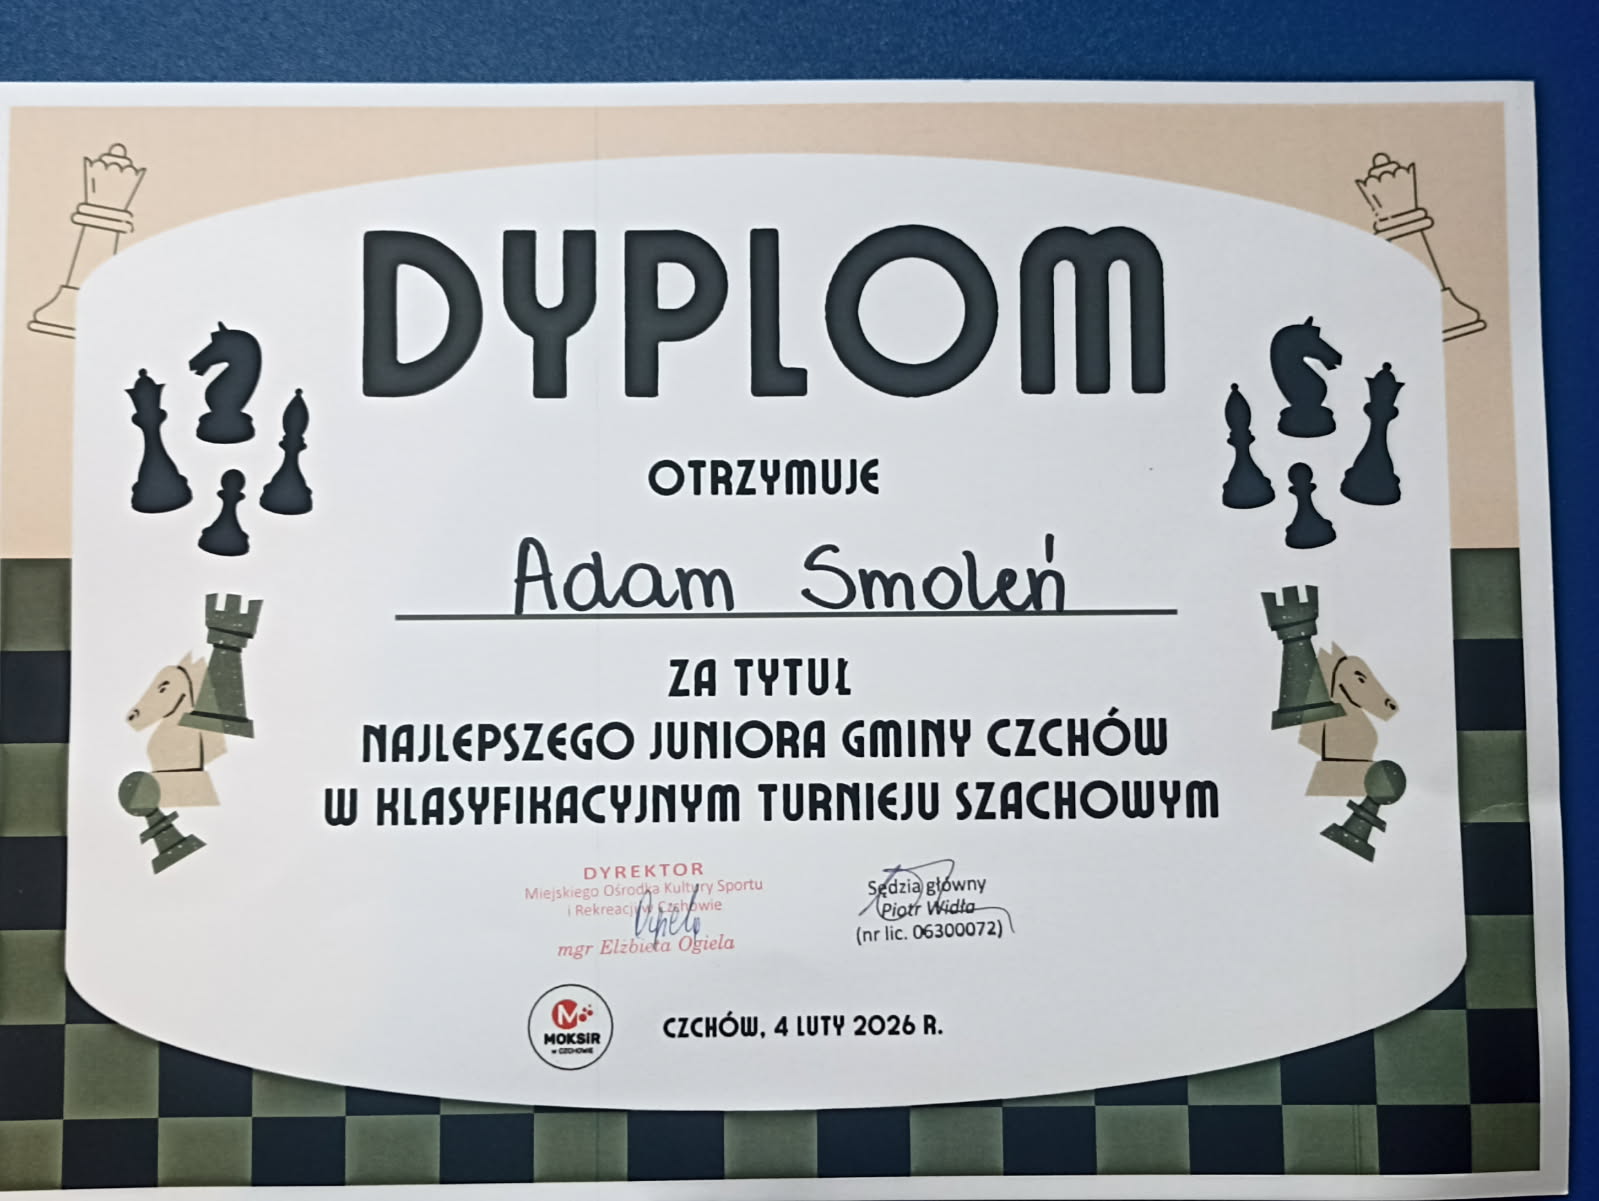 DYPLOM
OTRZYMUJE
Adam Smoleń
ZA TYTUŁ
NAJLEPSZEGO JUNIORA GMINY CZCHÓW
W KLASYFIKACYJNYM TURNIEJU SZACHOWYM
DYREKTOR
Miejskiego Ośrodka Kultury Sportu
i Rekreacji w Czchowie
mgr Elżbieta Ogiela
Sędzia główny
Piotr Widła
(nr lic. 06300072)
M
MOKSIR
w CZCHOWIE
CZCHÓW, 4 LUTY 2026 R.